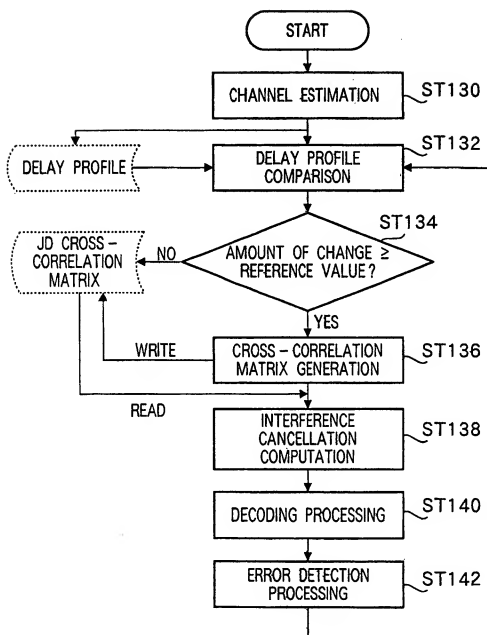 START
CHANNEL ESTIMATION
ST130
DELAY PROFILE
DELAY PROFILE
COMPARISON
ST132
ST134
JD CROSS-
CORRELATION
MATRIX
NO
AMOUNT OF CHANGE ≥
REFERENCE VALUE?
YES
WRITE
CROSS-CORRELATION
MATRIX GENERATION
ST136
READ
INTERFERENCE
CANCELLATION
COMPUTATION
ST138
DECODING PROCESSING
ST140
ERROR DETECTION
PROCESSING
ST142